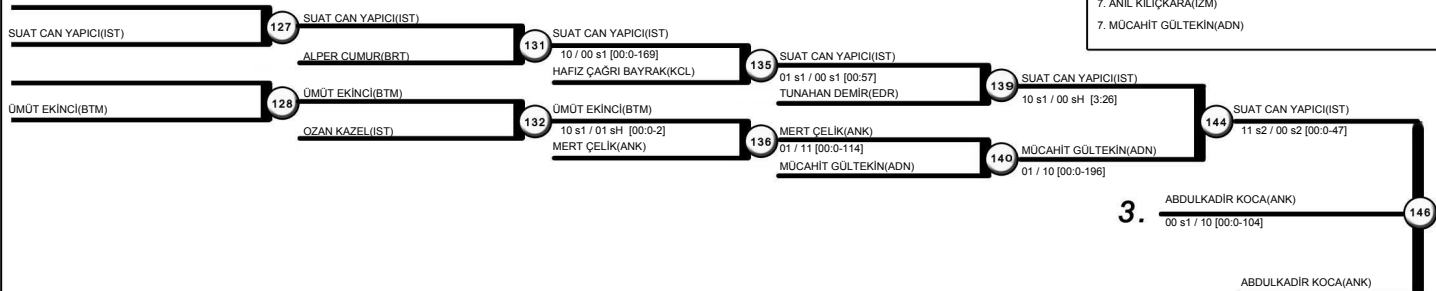 7. ANIL KILIÇKARA(İZM)
7. MÜCAHİT GÜLTEKİN(ADN)
SUAT CAN YAPICI(IST)
127
SUAT CAN YAPICI(IST)
ALPER CUMUR(BRT)
131
SUAT CAN YAPICI(IST)
10 / 00 s1 [00:0-169]
HAFIZ ÇAĞRI BAYRAK(KCL)
135
SUAT CAN YAPICI(IST)
01 s1 / 00 s1 [00:57]
TUNAHAN DEMİR(EDR)
139
SUAT CAN YAPICI(IST)
10 s1 / 00 sH [3:26]
144
SUAT CAN YAPICI(IST)
11 s2 / 00 s2 [00:0-47]
ÜMÜT EKİNCİ(BTM)
128
ÜMÜT EKİNCİ(BTM)
OZAN KAZEL(IST)
132
ÜMÜT EKİNCİ(BTM)
10 s1 / 01 sH [00:0-2]
MERT ÇELİK(ANK)
136
MERT ÇELİK(ANK)
01 / 11 [00:0-114]
MÜCAHİT GÜLTEKİN(ADN)
140
MÜCAHİT GÜLTEKİN(ADN)
01 / 10 [00:0-196]
3.
ABDULKADİR KOCA(ANK)
00 s1 / 10 [00:0-104]
146
ABDULKADİR KOCA(ANK)